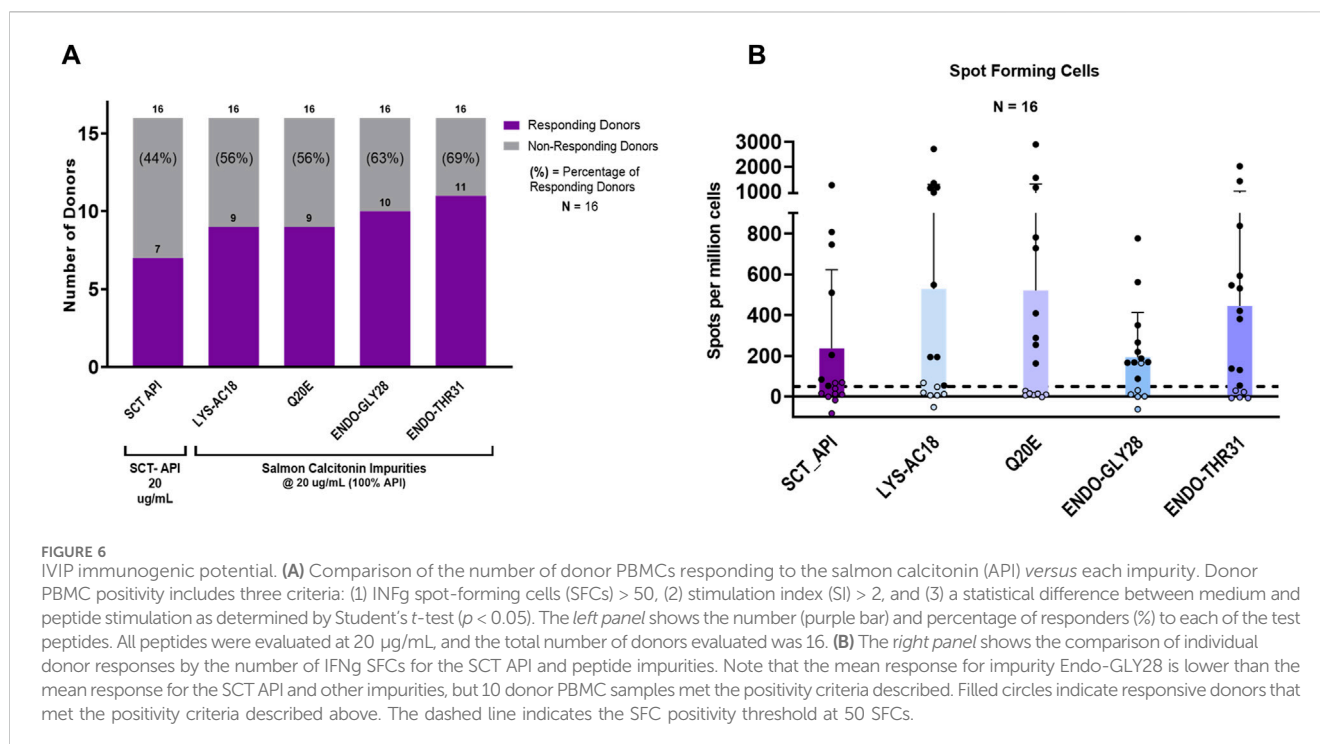 A
Number of Donors
15
10
5
0
16
16
16
16
16
(44%)
(56%)
(56%)
(63%)
(69%)
7
9
9
10
11
SCT API
LYS-AC18
Q20E
ENDO-GLY28
ENDO-THR31
SCT- API
20
ug/mL
Salmon Calcitonin Impurities
@ 20 ug/mL (100% API)
Responding Donors
Non-Responding Donors
(%) = Percentage of
Responding Donors
N = 16
B
Spot Forming Cells
N = 16
Spots per million cells
3000
2000
1000
800
600
400
200
0
SCT_API
LYS-AC18
Q20E
ENDO-GLY28
ENDO-THR31
FIGURE 6
IVIP immunogenic potential. (A) Comparison of the number of donor PBMCs responding to the salmon calcitonin (API) versus each impurity. Donor
PBMC positivity includes three criteria: (1) INFg spot-forming cells (SFCs) > 50, (2) stimulation index (SI) > 2, and (3) a statistical difference between medium and
peptide stimulation as determined by Student's t-test (p < 0.05). The left panel shows the number (purple bar) and percentage of responders (%) to each of the test
peptides. All peptides were evaluated at 20 µg/mL, and the total number of donors evaluated was 16. (B) The right panel shows the comparison of individual
donor responses by the number of IFNg SFCs for the SCT API and peptide impurities. Note that the mean response for impurity Endo-GLY28 is lower than the
mean response for the SCT API and other impurities, but 10 donor PBMC samples met the positivity criteria described. Filled circles indicate responsive donors that
met the positivity criteria described above. The dashed line indicates the SFC positivity threshold at 50 SFCs.